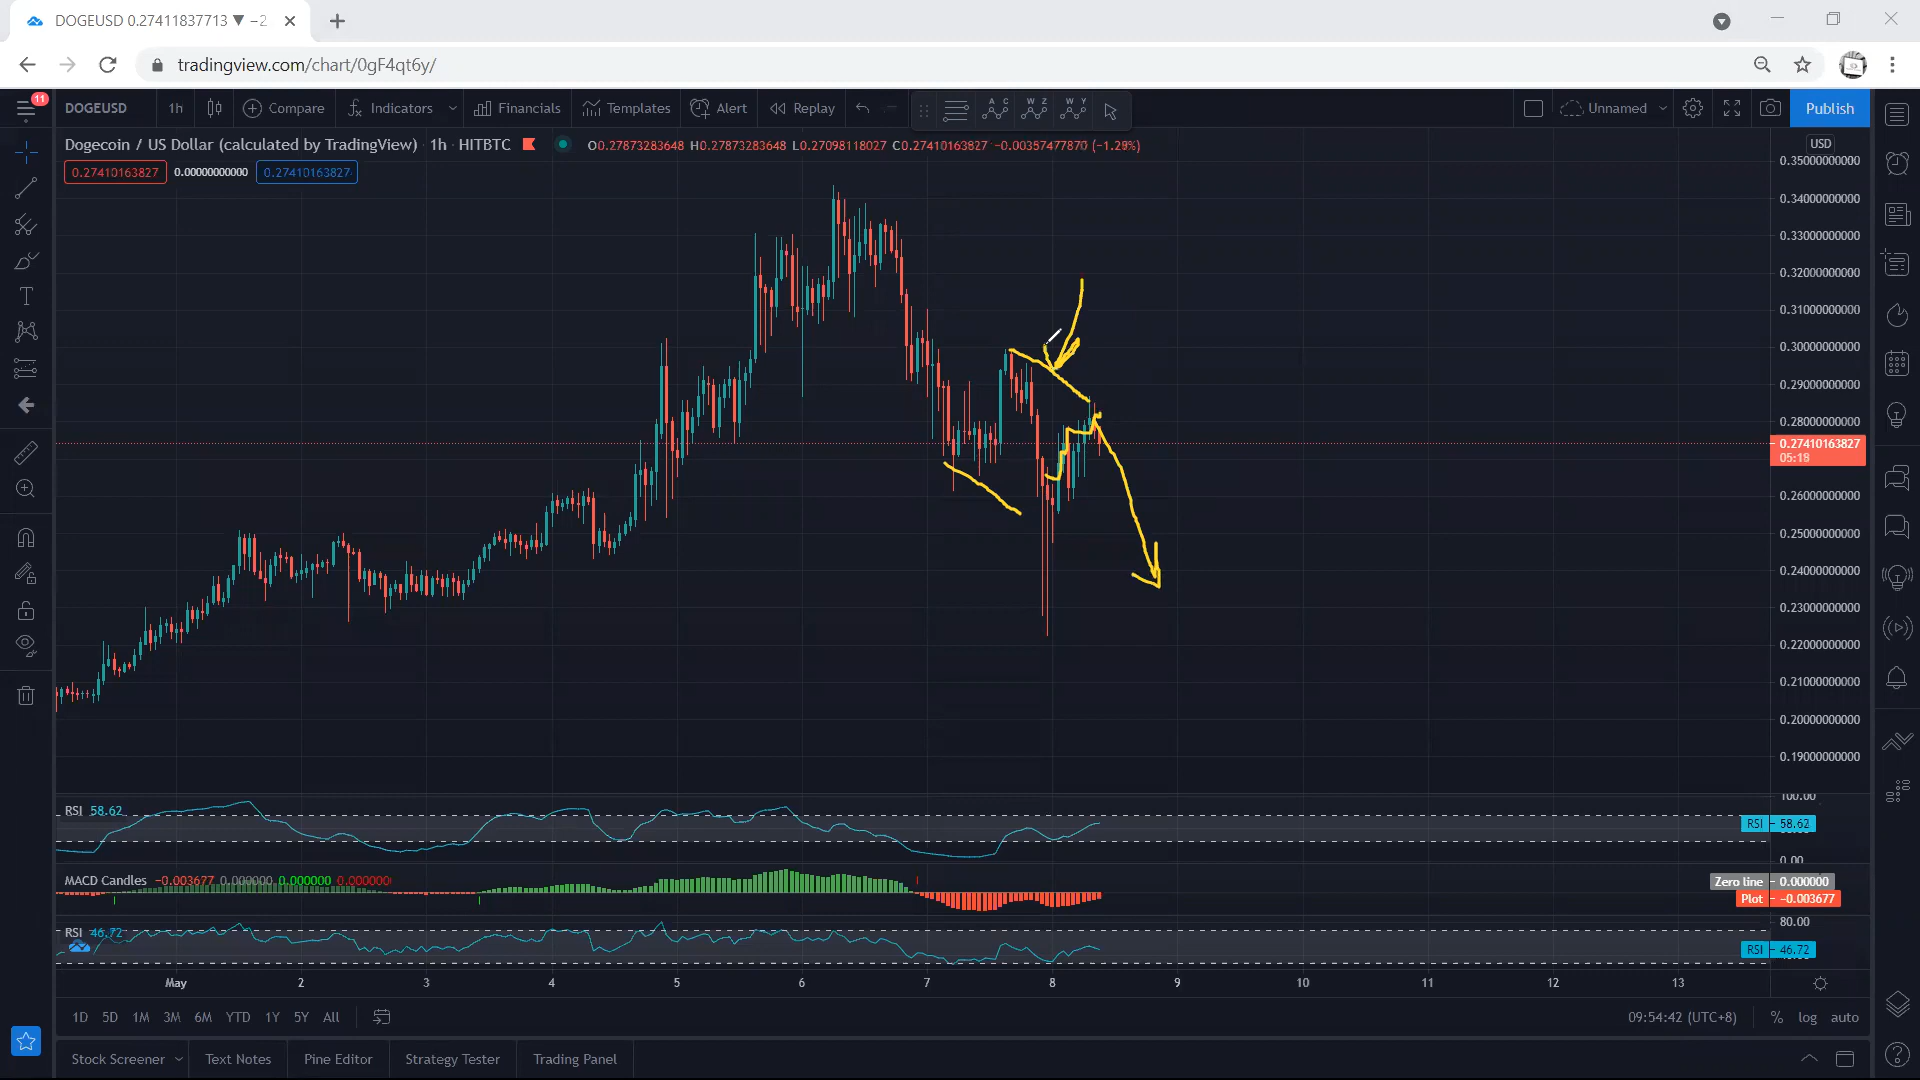 DOGEUSD 0.27411837713 ▼ −2
tradingview.com/chart/0gF4qt6y/
11
DOGEUSD 1h Compare Indicators Financials Templates Alert Replay A C W Z W Y Unnamed Publish
Dogecoin / US Dollar (calculated by TradingView) · 1h · HITBTC O0.27873283648 H0.27873283648 L0.27098118027 C0.27410163827 −0.00357477870 (−1.29%)
USD
0.27410163827 0.00000000000 0.27410163827
0.35000000000
0.34000000000
0.33000000000
0.32000000000
0.31000000000
0.30000000000
0.29000000000
0.28000000000
0.27410163827
05:19
0.26000000000
0.25000000000
0.24000000000
0.23000000000
0.22000000000
0.21000000000
0.20000000000
0.19000000000
RSI 58.62
100.00
RSI 58.62
0.00
MACD Candles −0.003677 0.000000 0.000000 0.000000
Zero line 0.000000
Plot −0.003677
RSI 46.72
80.00
RSI 46.72
May 2 3 4 5 6 7 8 9 10 11 12 13
1D 5D 1M 3M 6M YTD 1Y 5Y All 09:54:42 (UTC+8) % log auto
Stock Screener Text Notes Pine Editor Strategy Tester Trading Panel